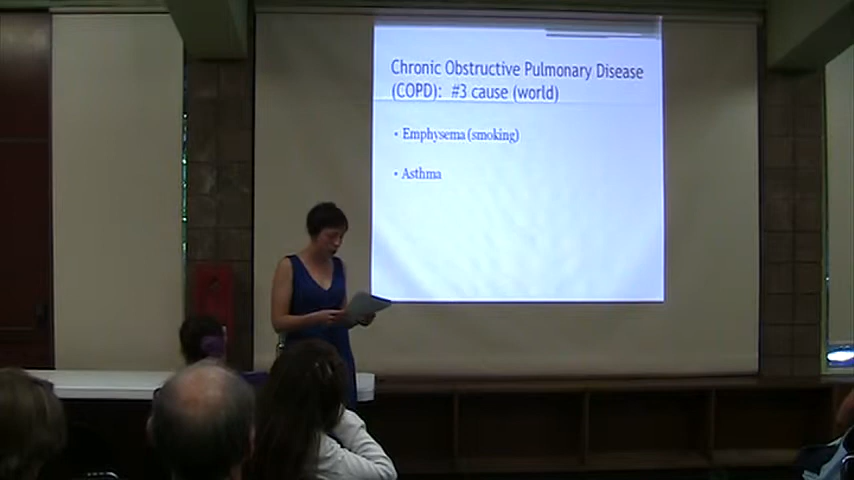 Chronic Obstructive Pulmonary Disease
(COPD): #3 cause (world)
• Emphysema (smoking)
• Asthma